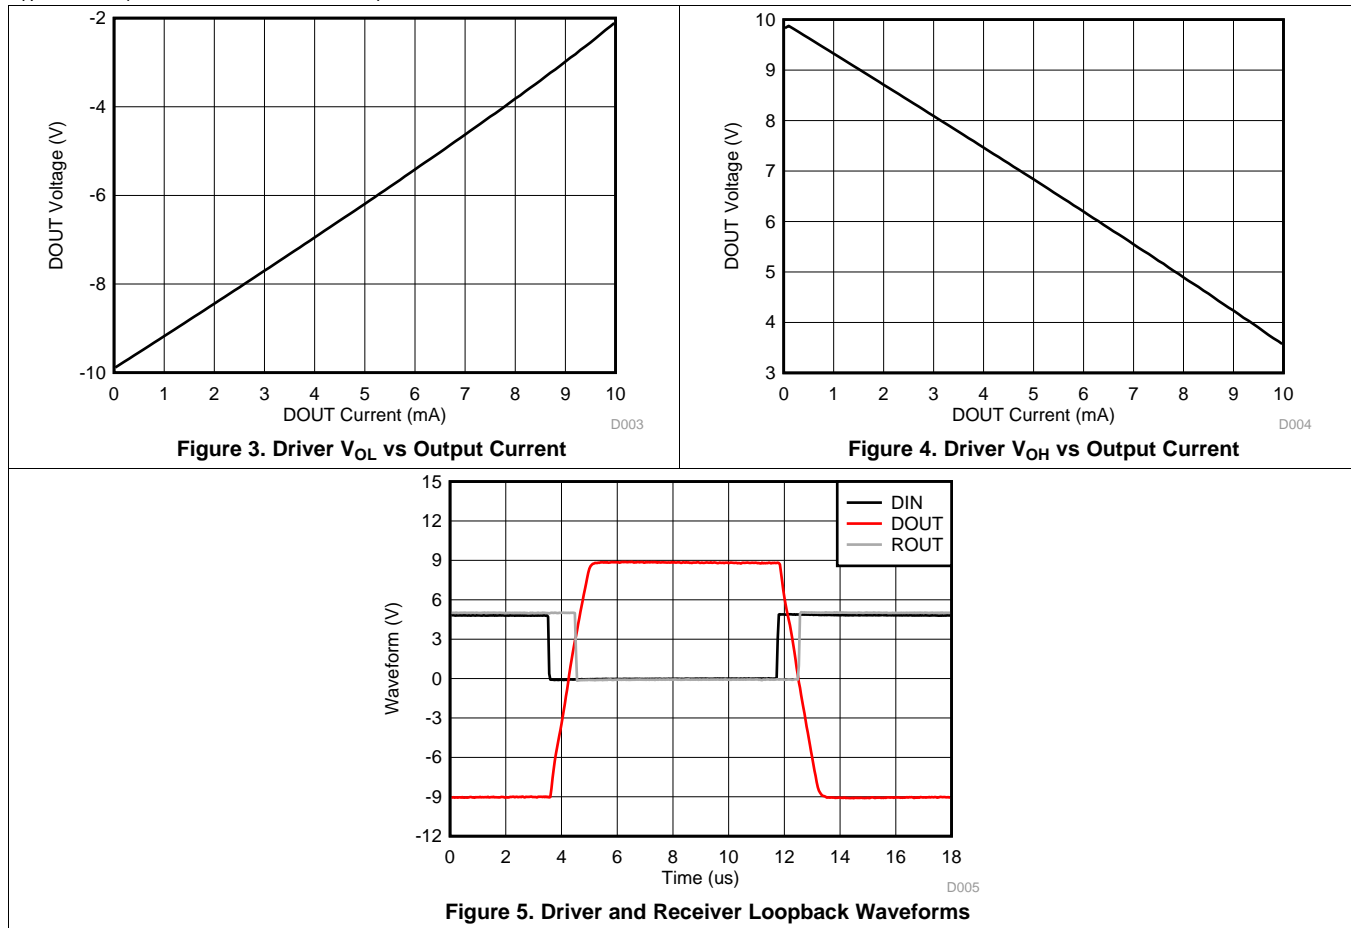 -2
-4
-6
-8
-10
DOUT Voltage (V)
0 1 2 3 4 5 6 7 8 9 10
DOUT Current (mA)
D003
Figure 3. Driver VOL vs Output Current
10
9
8
7
6
5
4
3
DOUT Voltage (V)
0 1 2 3 4 5 6 7 8 9 10
DOUT Current (mA)
D004
Figure 4. Driver VOH vs Output Current
15
12
9
6
3
0
-3
-6
-9
-12
Waveform (V)
DIN
DOUT
ROUT
0 2 4 6 8 10 12 14 16 18
Time (us)
D005
Figure 5. Driver and Receiver Loopback Waveforms